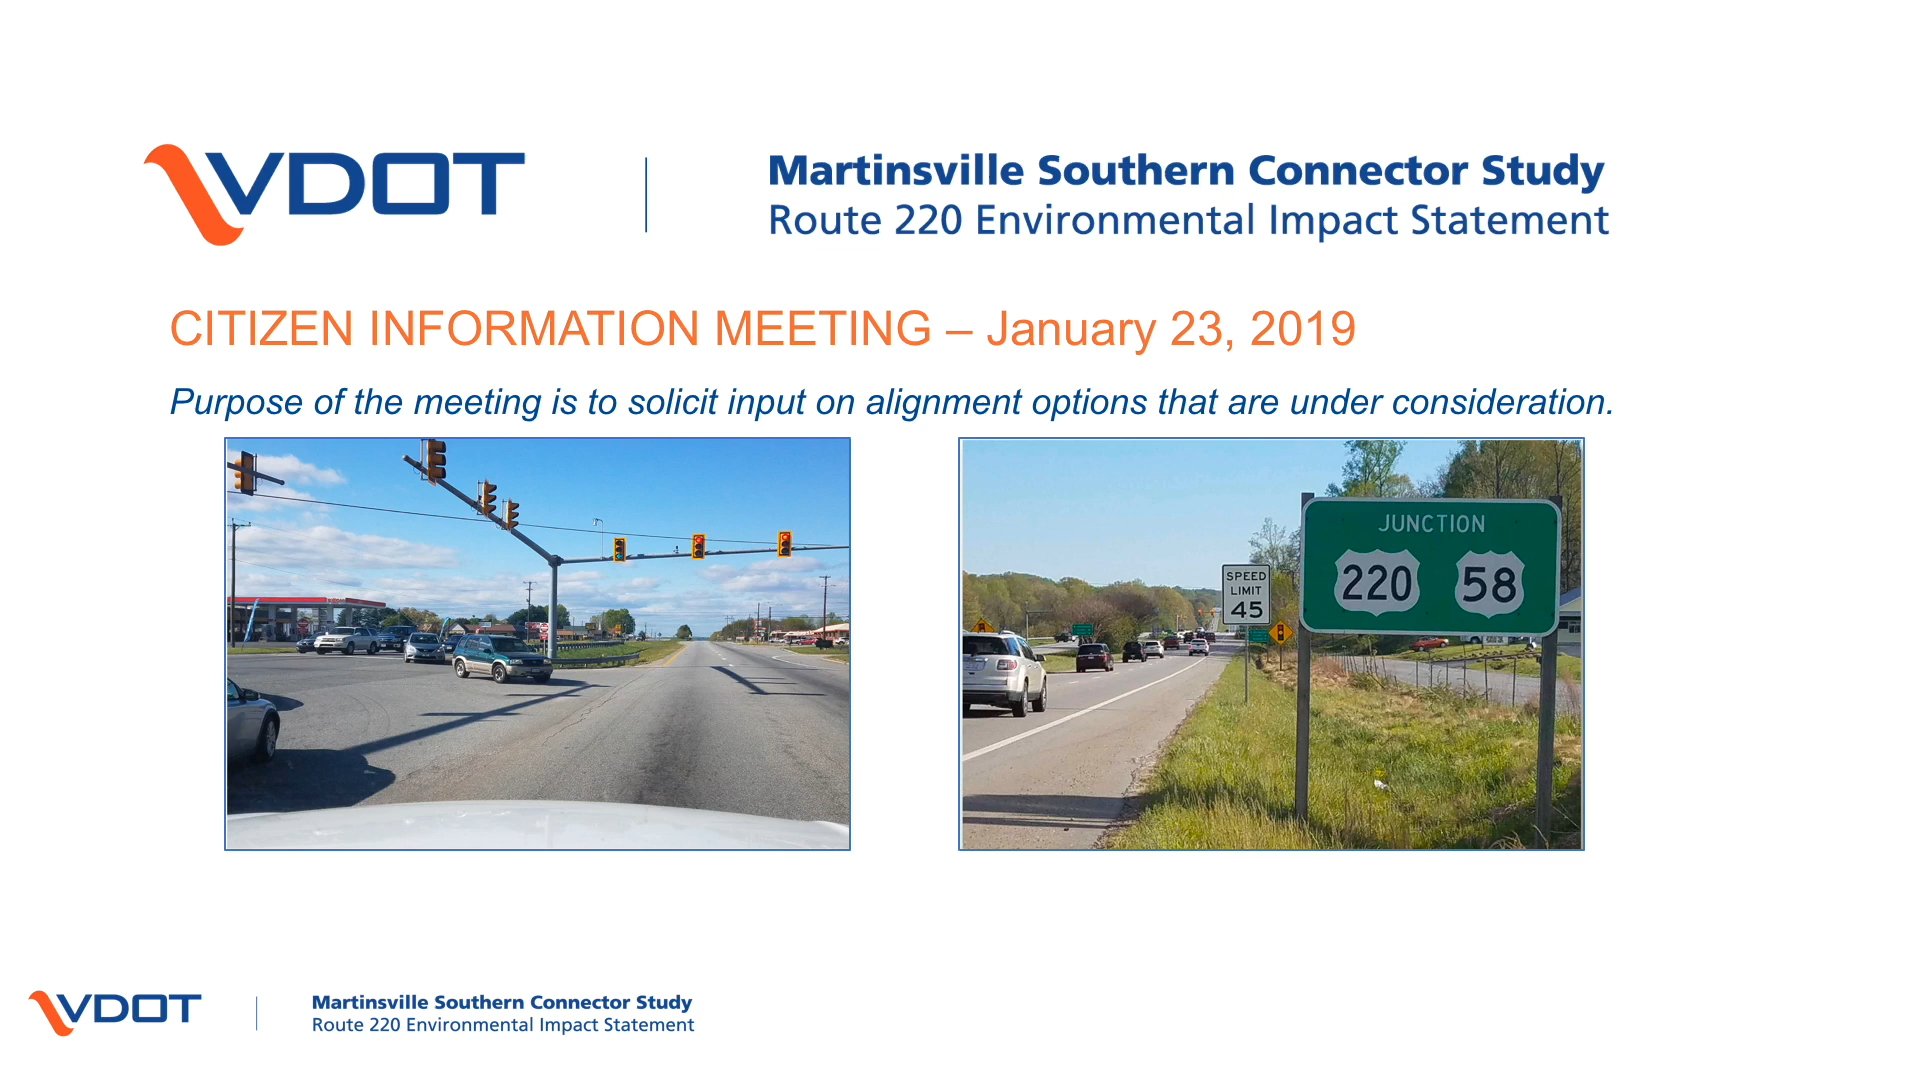 VDOT
Martinsville Southern Connector Study
Route 220 Environmental Impact Statement
CITIZEN INFORMATION MEETING – January 23, 2019
Purpose of the meeting is to solicit input on alignment options that are under consideration.
SPEED
LIMIT
45
JUNCTION
220 58
VDOT
Martinsville Southern Connector Study
Route 220 Environmental Impact Statement